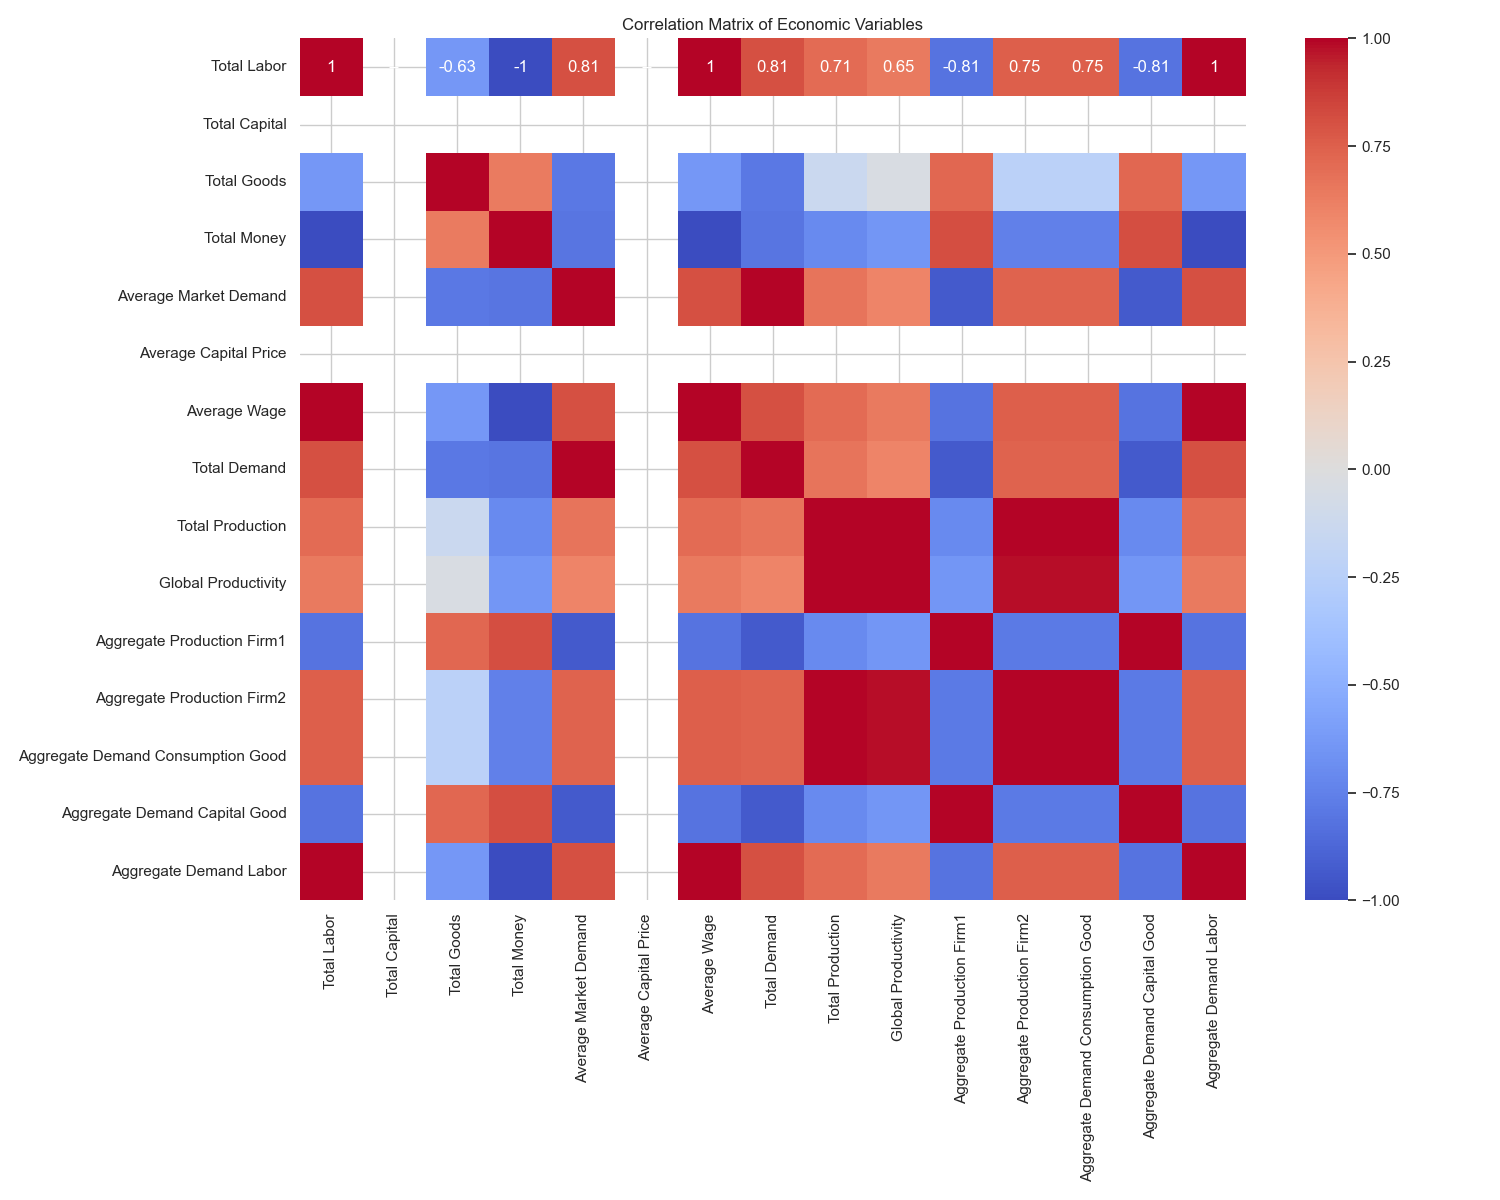 Correlation Matrix of Economic Variables
Total Labor 1 -0.63 -1 0.81 1 0.81 0.71 0.65 -0.81 0.75 0.75 -0.81 1
Total Capital
Total Goods
Total Money
Average Market Demand
Average Capital Price
Average Wage
Total Demand
Total Production
Global Productivity
Aggregate Production Firm1
Aggregate Production Firm2
Aggregate Demand Consumption Good
Aggregate Demand Capital Good
Aggregate Demand Labor
Total Labor
Total Capital
Total Goods
Total Money
Average Market Demand
Average Capital Price
Average Wage
Total Demand
Total Production
Global Productivity
Aggregate Production Firm1
Aggregate Production Firm2
Aggregate Demand Consumption Good
Aggregate Demand Capital Good
Aggregate Demand Labor
1.00
0.75
0.50
0.25
0.00
−0.25
−0.50
−0.75
−1.00